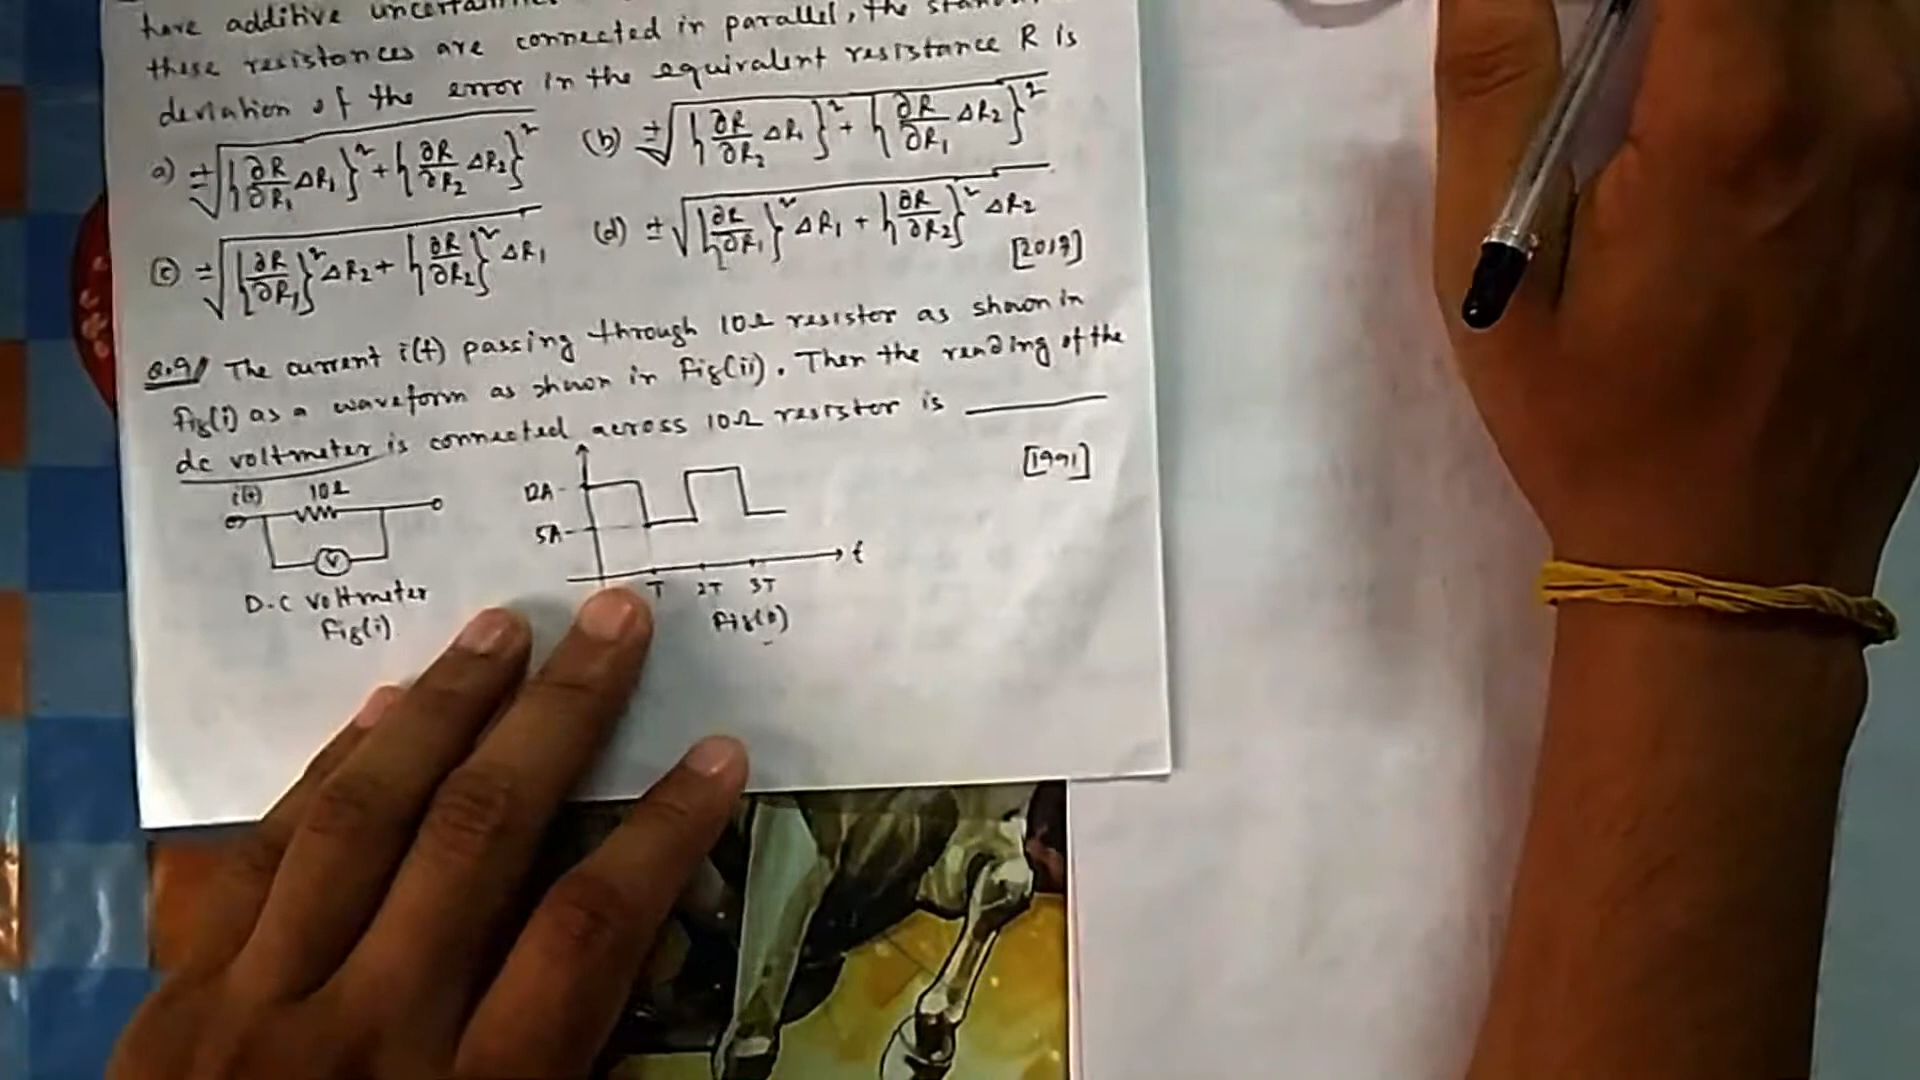 have additive
these resistances are connected in parallel, the
deviation of the error in the equivalent resistance R is
a) ±√{∂R/∂R₁ ΔR₁}² + {∂R/∂R₂ ΔR₂}² (b) ±√{∂R/∂R₂ ΔR₁}² + {∂R/∂R₁ ΔR₂}²
(c) ±√{∂R/∂R₁}² ΔR₂ + {∂R/∂R₂}² ΔR₁ (d) ±√{∂R/∂R₁}² ΔR₁ + {∂R/∂R₂}² ΔR₂
Q.9/ The current i(t) passing through 10Ω resistor as shown in
fig(i) as a waveform as shown in fig(ii). Then the reading of the
dc voltmeter is connected across 10Ω resistor is ________
[1991]
i(t) 10Ω
V
D.C voltmeter
Fig(i)
12A
5A
t
T 2T 3T